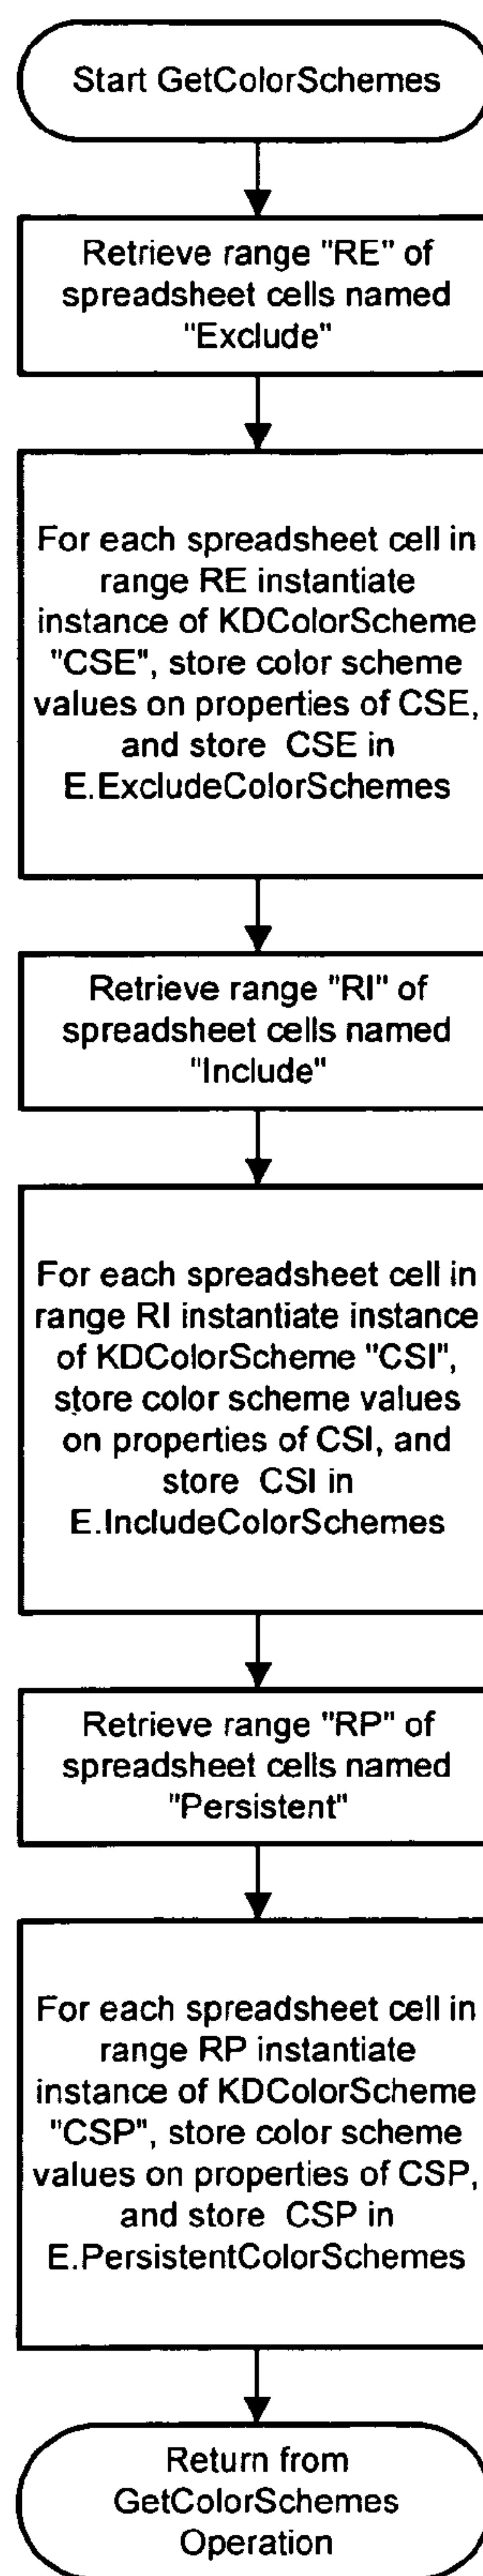 Start GetColorSchemes
Retrieve range "RE" of
spreadsheet cells named
"Exclude"
For each spreadsheet cell in
range RE instantiate
instance of KDColorScheme
"CSE", store color scheme
values on properties of CSE,
and store CSE in
E.ExcludeColorSchemes
Retrieve range "RI" of
spreadsheet cells named
"Include"
For each spreadsheet cell in
range RI instantiate instance
of KDColorScheme "CSI",
store color scheme values
on properties of CSI, and
store CSI in
E.IncludeColorSchemes
Retrieve range "RP" of
spreadsheet cells named
"Persistent"
For each spreadsheet cell in
range RP instantiate
instance of KDColorScheme
"CSP", store color scheme
values on properties of CSP,
and store CSP in
E.PersistentColorSchemes
Return from
GetColorSchemes
Operation